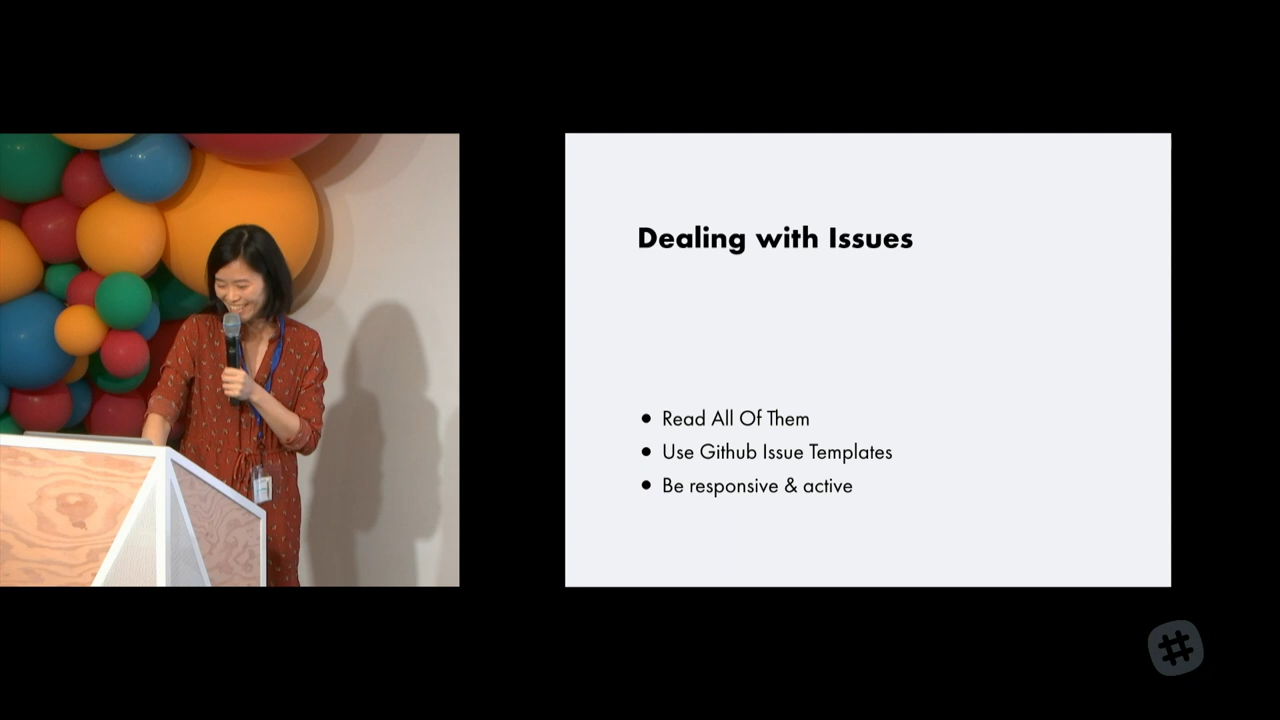 Dealing with Issues
Read All Of Them
Use Github Issue Templates
Be responsive & active